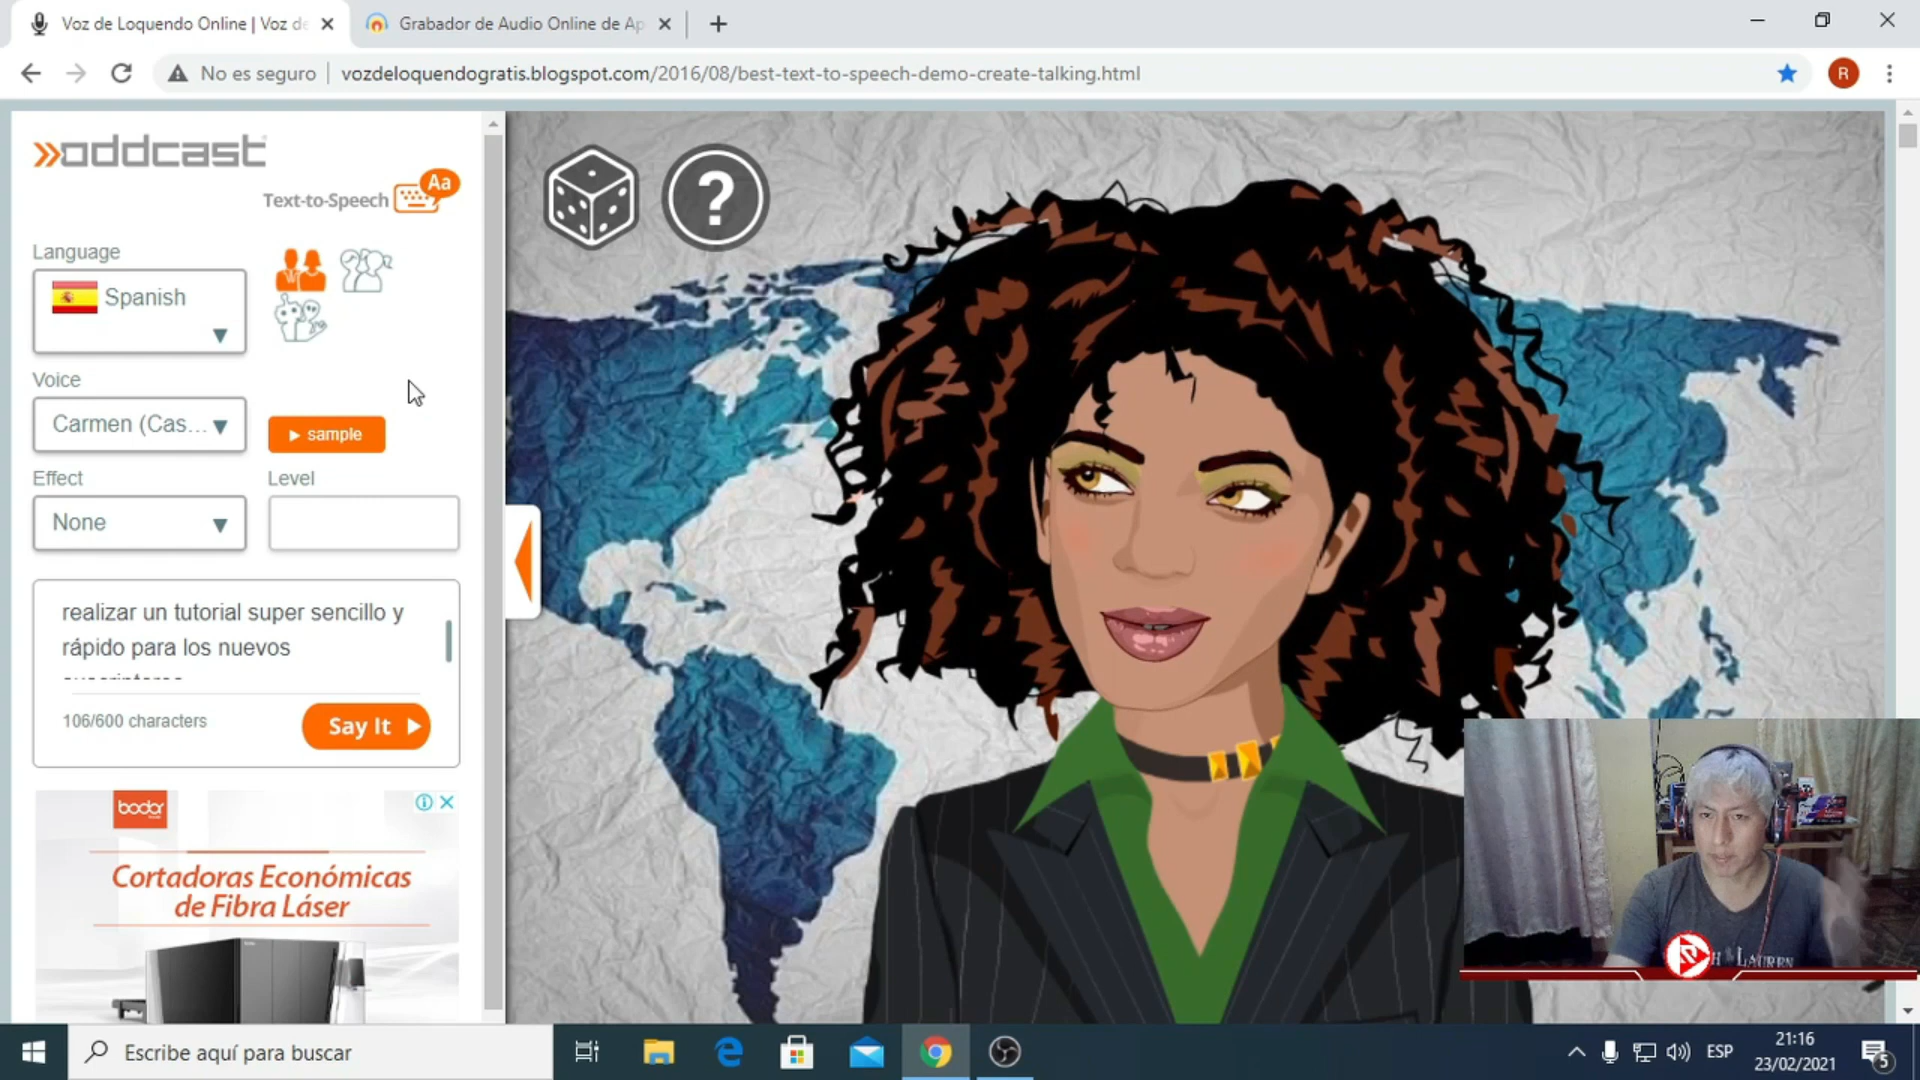 Voz de Loquendo Online | Voz de
Grabador de Audio Online de Ap
No es seguro
vozdeloquendogratis.blogspot.com/2016/08/best-text-to-speech-demo-create-talking.html
R
oddcast
Text-to-Speech
Aa
?
Language
Spanish
Voice
Carmen (Cas...
sample
Effect
Level
None
realizar un tutorial super sencillo y
rápido para los nuevos
106/600 characters
Say It
bodor
Cortadoras Económicas
de Fibra Láser
H LAUREN
Escribe aquí para buscar
ESP
21:16
23/02/2021
5